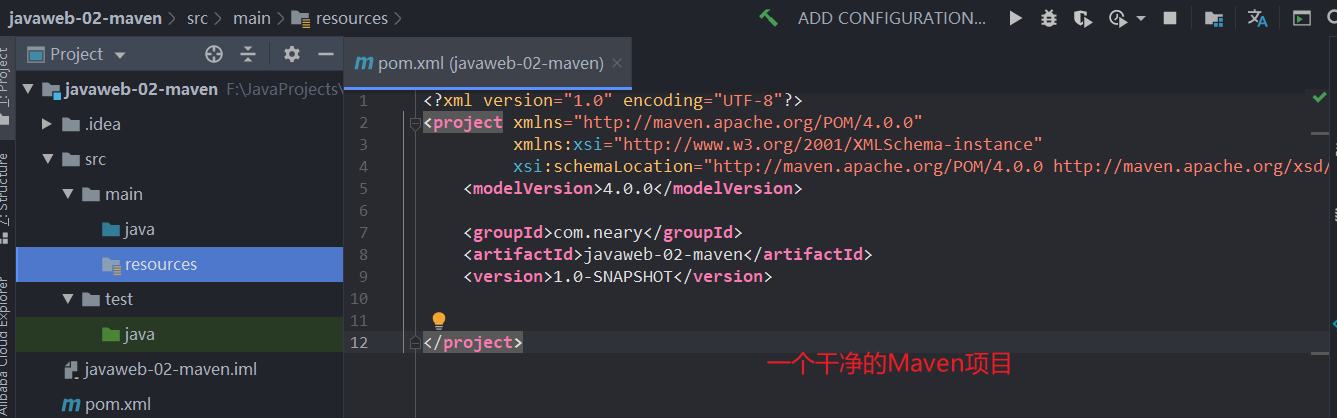 javaweb-02-maven src main resources ADD CONFIGURATION...
Project
pom.xml (javaweb-02-maven)
1: Project
7: Structure
Alibaba Cloud Explorer
javaweb-02-maven F:\JavaProjects\
.idea
src
main
java
resources
test
java
javaweb-02-maven.iml
pom.xml
1 <?xml version="1.0" encoding="UTF-8"?>
2 <project xmlns="http://maven.apache.org/POM/4.0.0"
3 xmlns:xsi="http://www.w3.org/2001/XMLSchema-instance"
4 xsi:schemaLocation="http://maven.apache.org/POM/4.0.0 http://maven.apache.org/xsd/
5 <modelVersion>4.0.0</modelVersion>
6
7 <groupId>com.neary</groupId>
8 <artifactId>javaweb-02-maven</artifactId>
9 <version>1.0-SNAPSHOT</version>
10
11
12 </project>
一个干净的Maven项目